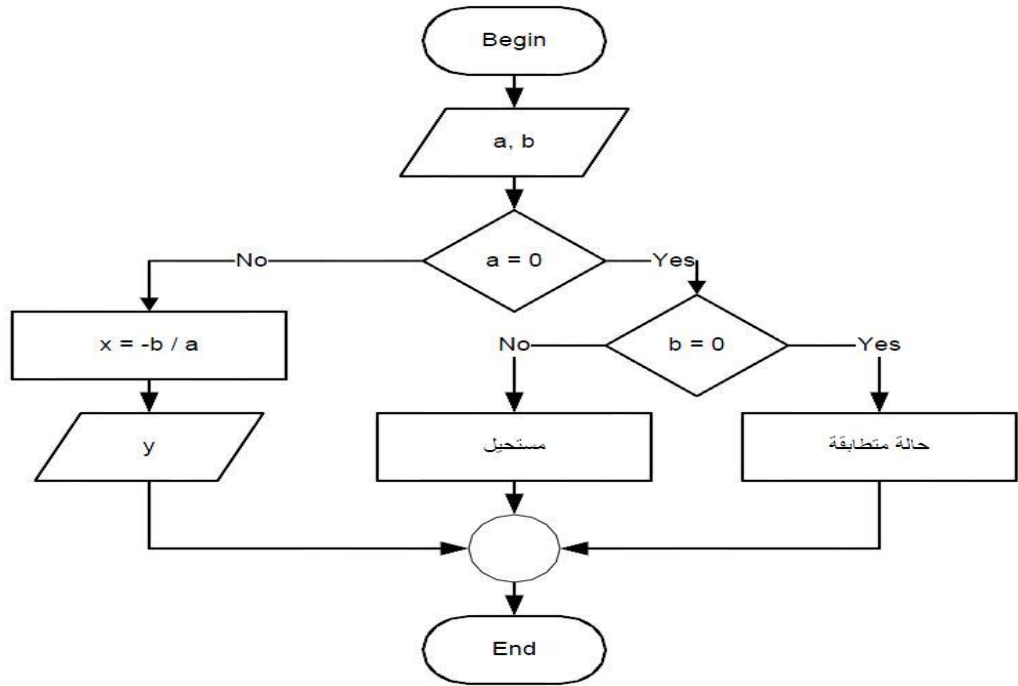 Begin
a, b
a = 0
No
Yes
x = -b / a
b = 0
No
Yes
y
مستحيل
حالة متطابقة
End